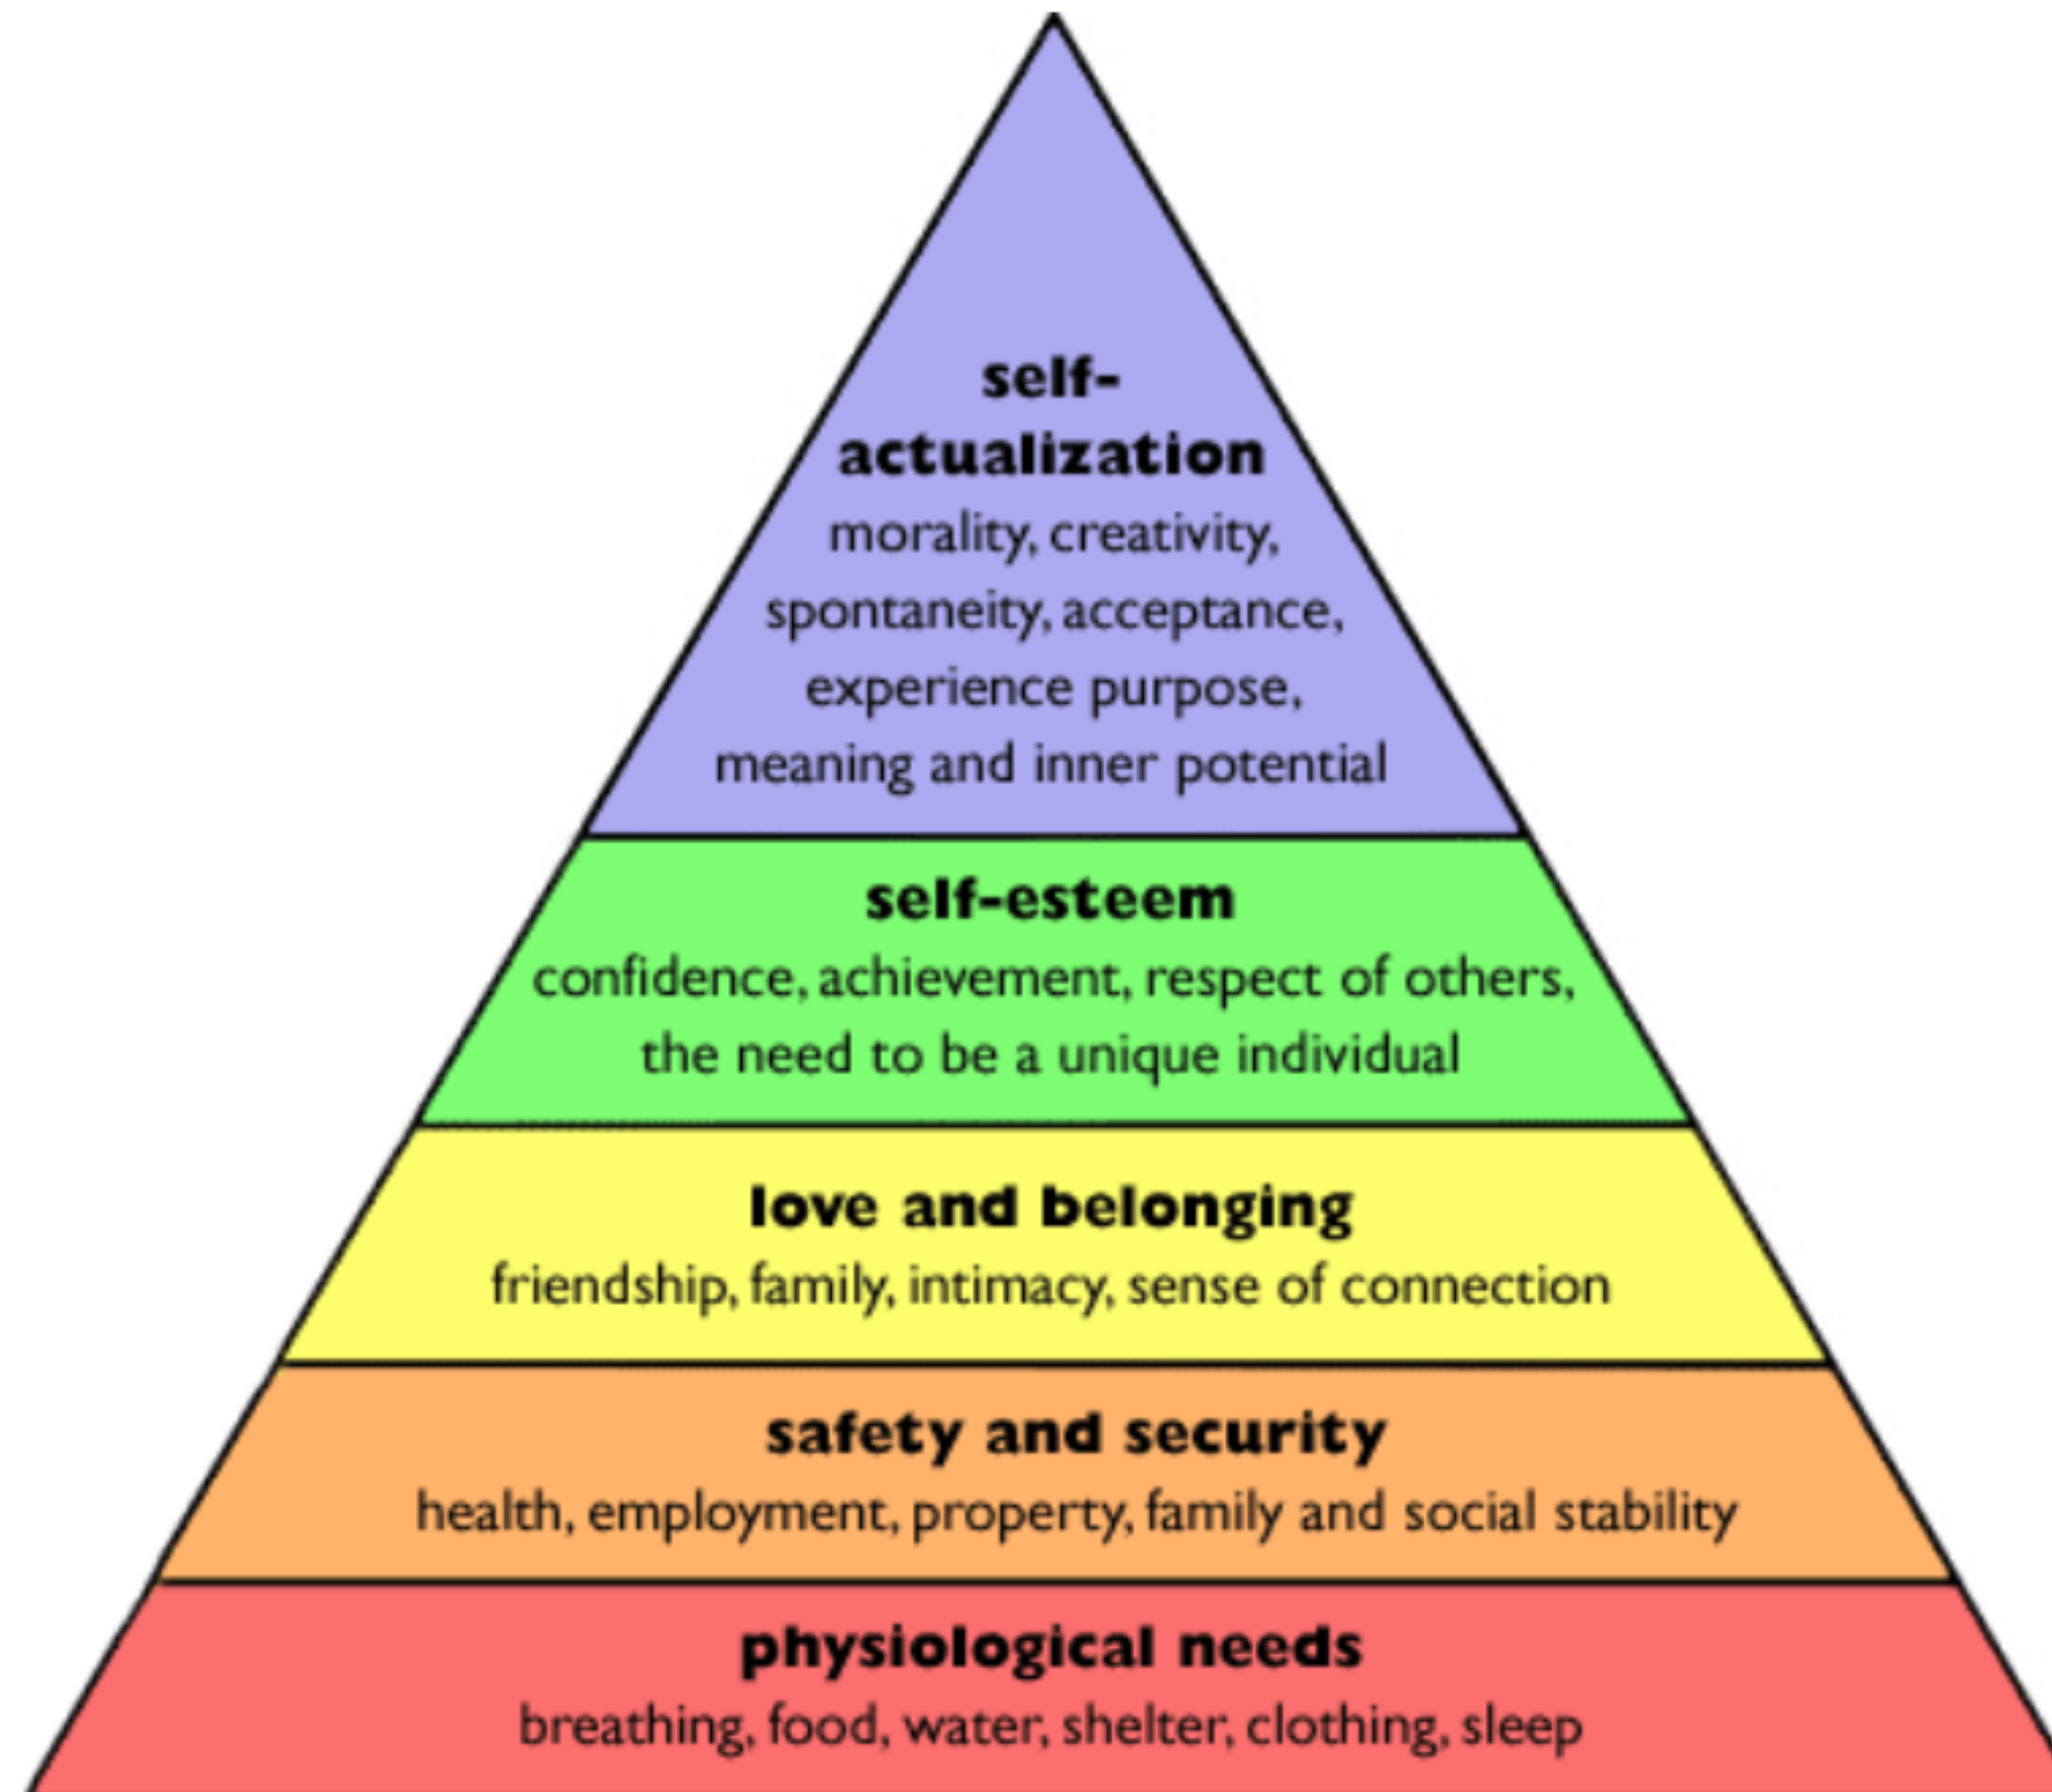 self-
actualization
morality, creativity,
spontaneity, acceptance,
experience purpose,
meaning and inner potential
self-esteem
confidence, achievement, respect of others,
the need to be a unique individual
love and belonging
friendship, family, intimacy, sense of connection
safety and security
health, employment, property, family and social stability
physiological needs
breathing, food, water, shelter, clothing, sleep